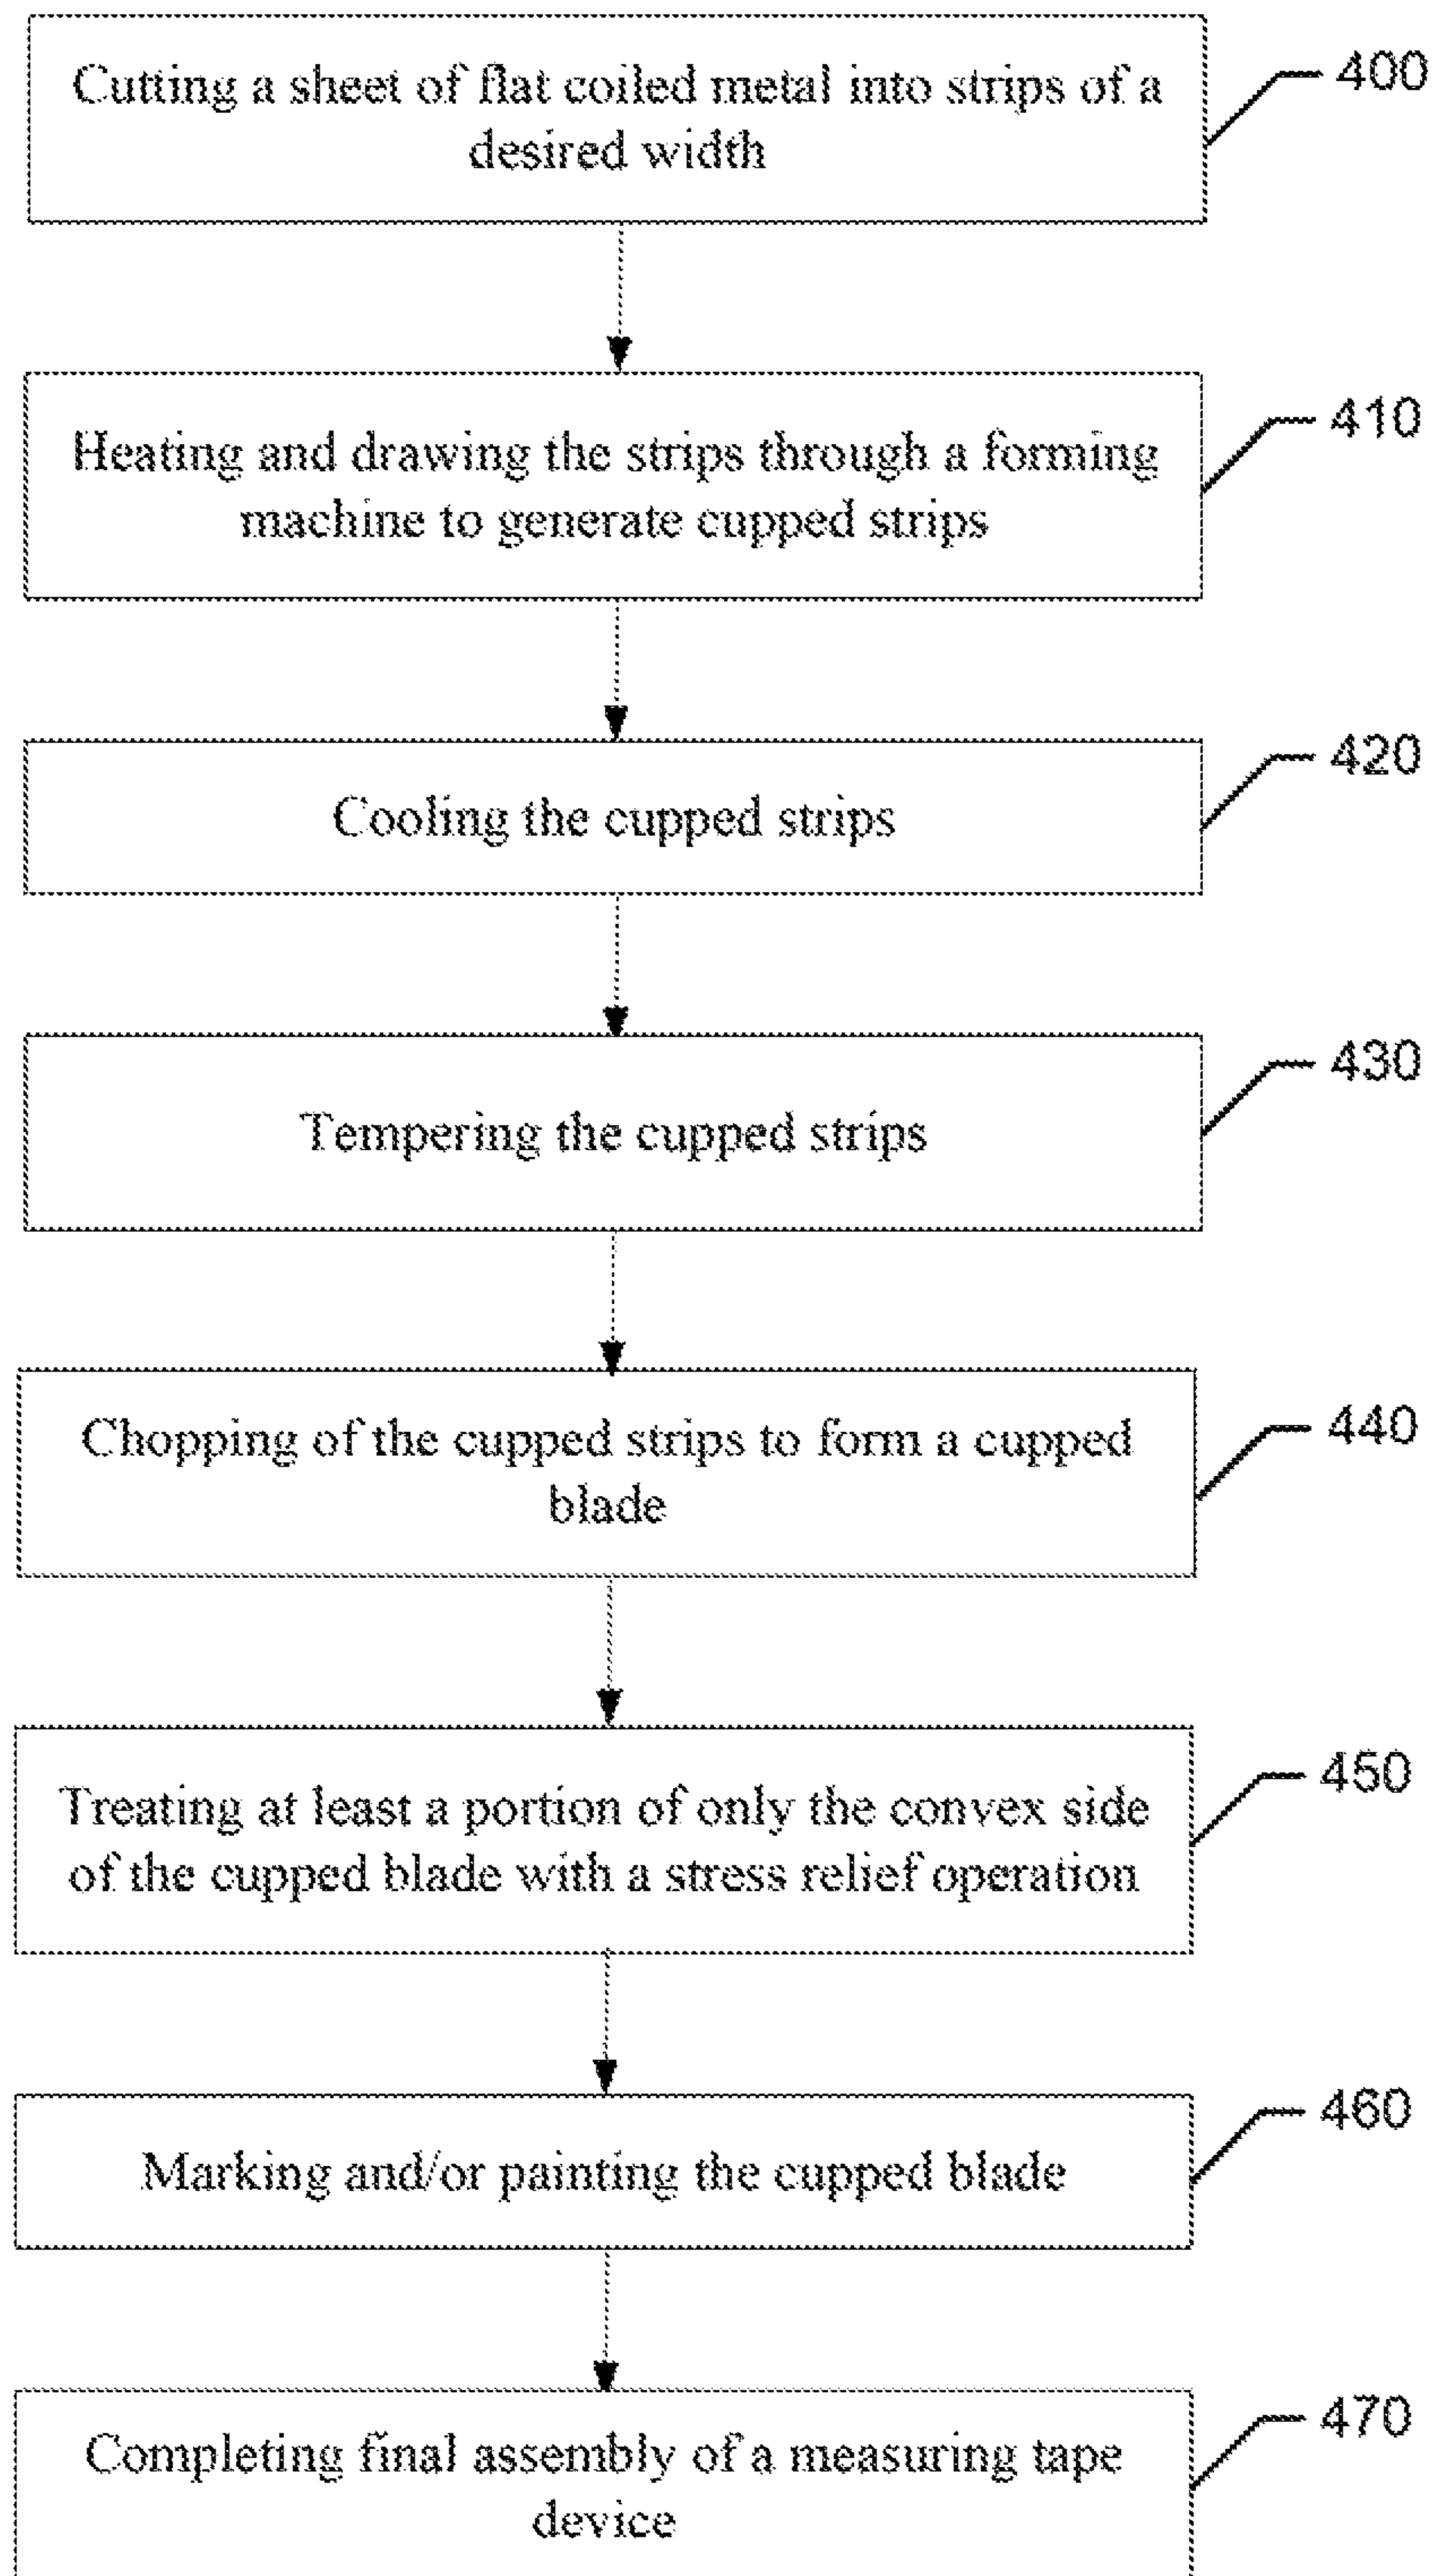 Cutting a sheet of flat coiled metal into strips of a
desired width
400
Heating and drawing the strips through a forming
machine to generate cupped strips
410
Cooling the cupped strips
420
Tempering the cupped strips
430
Chopping of the cupped strips to form a cupped
blade
440
Treating at least a portion of only the convex side
of the cupped blade with a stress relief operation
450
Marking and/or painting the cupped blade
460
Completing final assembly of a measuring tape
device
470